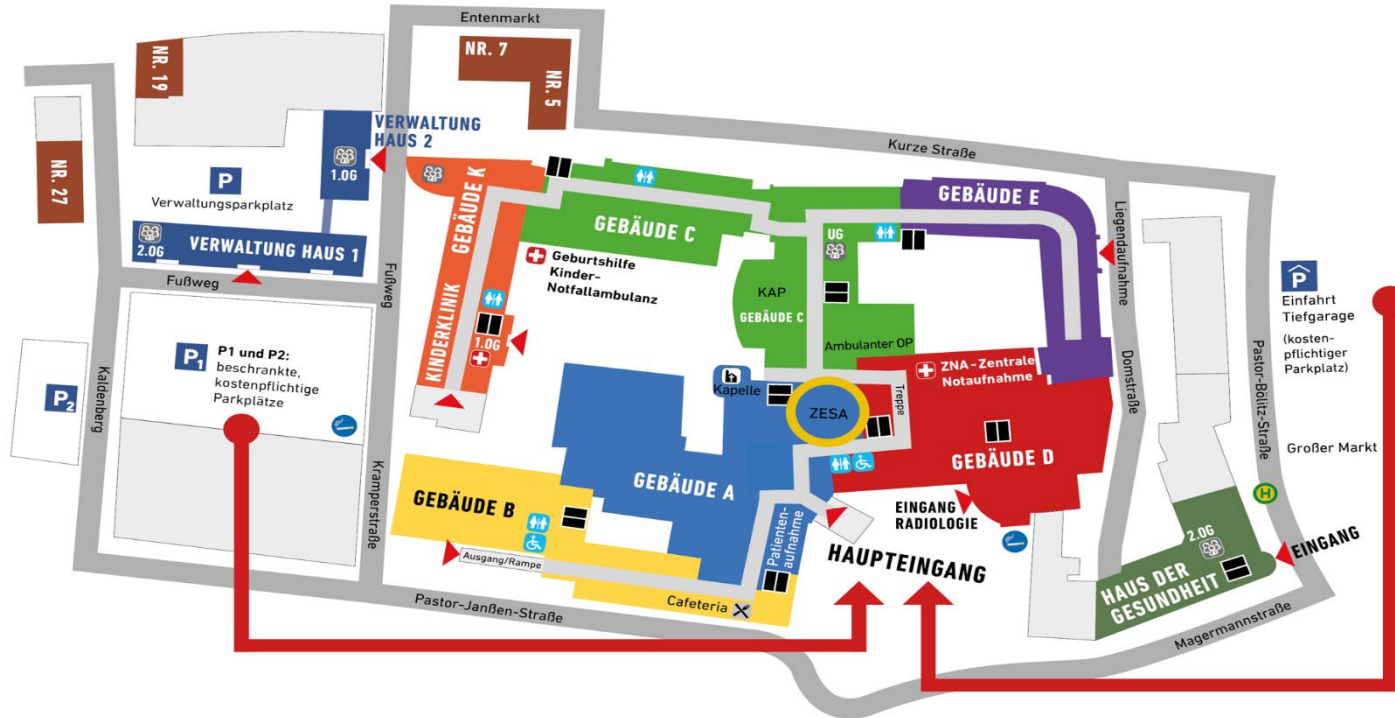 Entenmarkt
NR. 19
NR. 7
NR. 5
NR. 27
VERWALTUNG
HAUS 2
1.OG
P
Verwaltungsparkplatz
2.OG
VERWALTUNG HAUS 1
Fußweg
Fußweg
Kurze Straße
KINDERKLINIK GEBÄUDE K
1.OG
GEBÄUDE C
Geburtshilfe
Kinder-
Notfallambulanz
UG
KAP
GEBÄUDE C
Ambulanter OP
GEBÄUDE E
Liegendaufnahme
Domstraße
P
Einfahrt
Tiefgarage
(kosten-
pflichtiger
Parkplatz)
Pastor-Bölitz-Straße
Großer Markt
H
P1
P1 und P2:
beschrankte,
kostenpflichtige
Parkplätze
P2
Kaldenberg
Kramperstraße
Kapelle
ZESA
Treppe
ZNA-Zentrale
Notaufnahme
GEBÄUDE A
GEBÄUDE D
GEBÄUDE B
Ausgang/Rampe
Cafeteria
Patienten-
aufnahme
EINGANG
RADIOLOGIE
HAUPTEINGANG
2.OG
HAUS DER
GESUNDHEIT
EINGANG
Pastor-Janßen-Straße
Magermannstraße